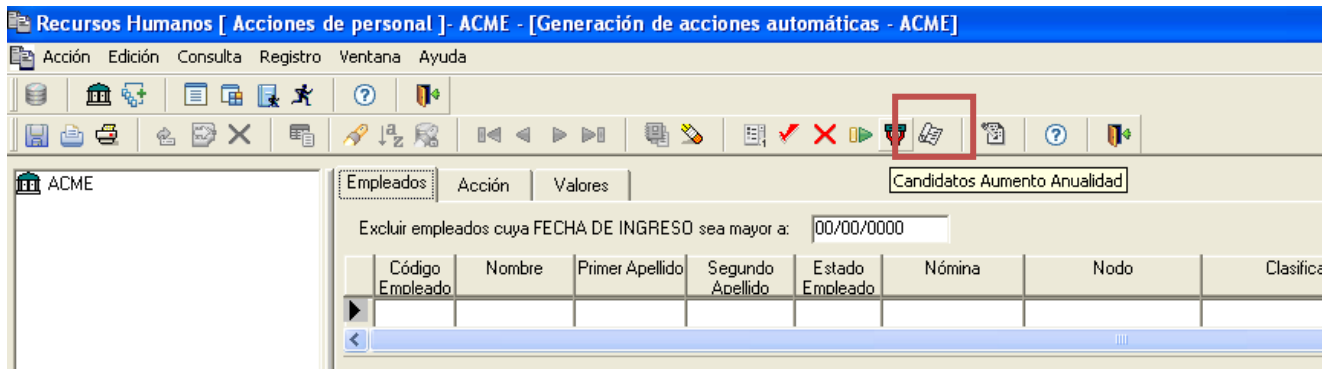 Recursos Humanos [ Acciones de personal ]- ACME - [Generación de acciones automáticas - ACME]
Acción Edición Consulta Registro Ventana Ayuda
ACME
Empleados Acción Valores
Candidatos Aumento Anualidad
Excluir empleados cuya FECHA DE INGRESO sea mayor a: 00/00/0000
Código Empleado Nombre Primer Apellido Segundo Apellido Estado Empleado Nómina Nodo Clasifica